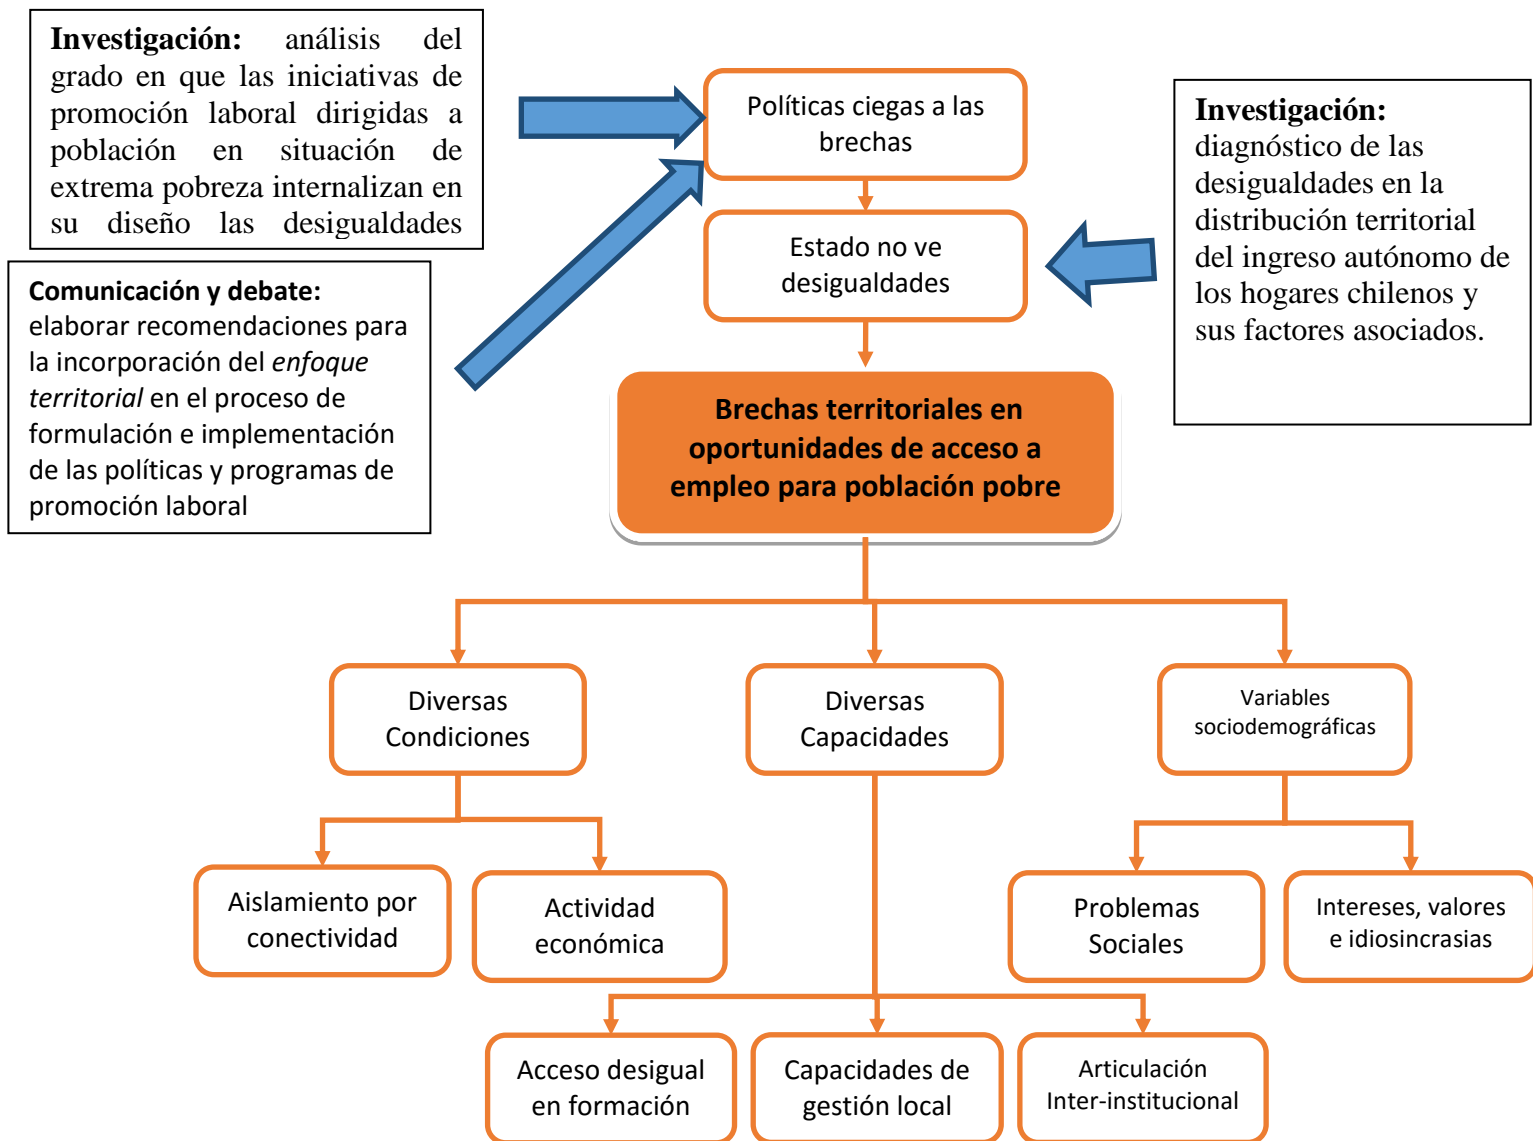 Investigación: análisis del
grado en que las iniciativas de
promoción laboral dirigidas a
población en situación de
extrema pobreza internalizan en
su diseño las desigualdades
Comunicación y debate:
elaborar recomendaciones para
la incorporación del enfoque
territorial en el proceso de
formulación e implementación
de las políticas y programas de
promoción laboral
Políticas ciegas a las
brechas
Estado no ve
desigualdades
Investigación:
diagnóstico de las
desigualdades en la
distribución territorial
del ingreso autónomo de
los hogares chilenos y
sus factores asociados.
Brechas territoriales en
oportunidades de acceso a
empleo para población pobre
Diversas
Condiciones
Diversas
Capacidades
Variables
sociodemográficas
Aislamiento por
conectividad
Actividad
económica
Problemas
Sociales
Intereses, valores
e idiosincrasias
Acceso desigual
en formación
Capacidades de
gestión local
Articulación
Inter-institucional